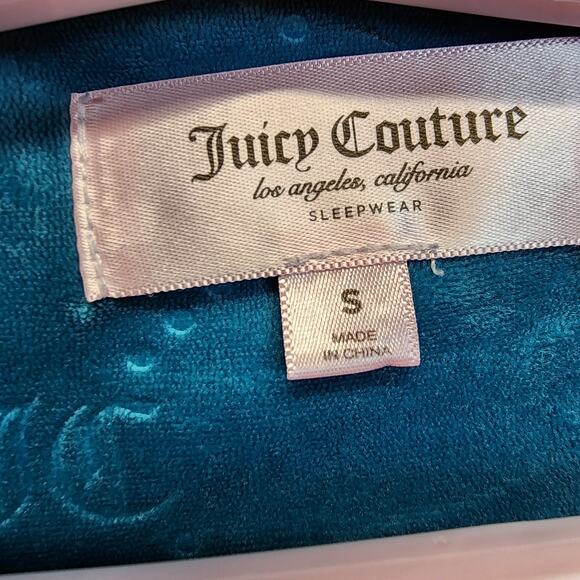 Juicy Couture
los angeles, california
SLEEPWEAR
S
MADE
IN CHINA